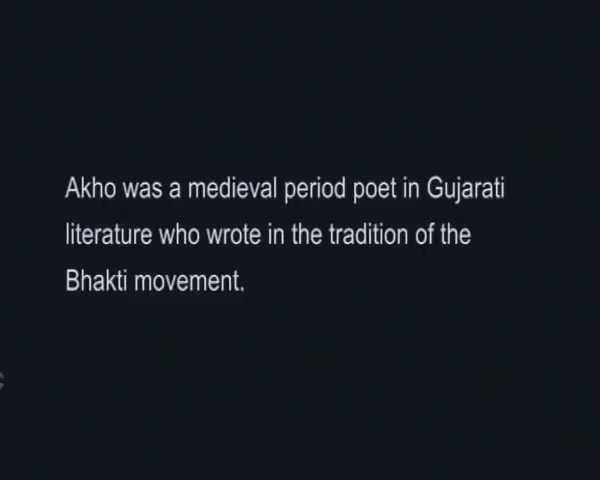 Akho was a medieval period poet in Gujarati
literature who wrote in the tradition of the
Bhakti movement.